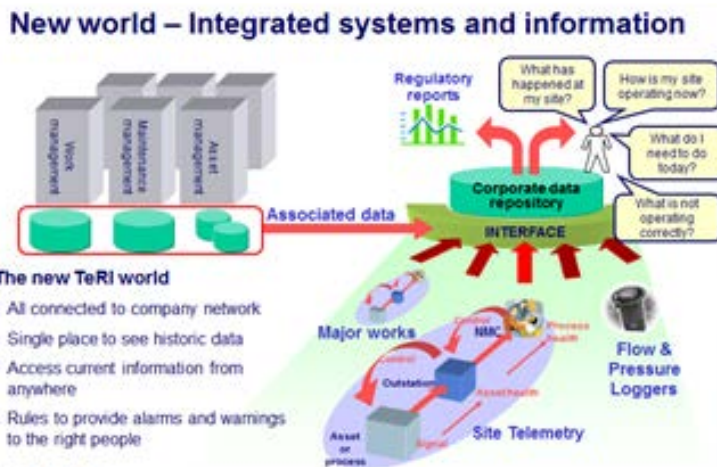 New world – Integrated systems and information
Work
management
Maintenance
management
Asset
management
Regulatory
reports
What has
happened at
my site?
How is my site
operating now?
What do I
need to do
today?
What is not
operating
correctly?
Corporate data
repository
INTERFACE
Associated data
The new TeRI world
All connected to company network
Single place to see historic data
Access current information from
anywhere
Rules to provide alarms and warnings
to the right people
Major works
Control
NMC
Process
health
Control
Outstation
Asset health
Signal
Asset
or
process
Site Telemetry
Flow &
Pressure
Loggers